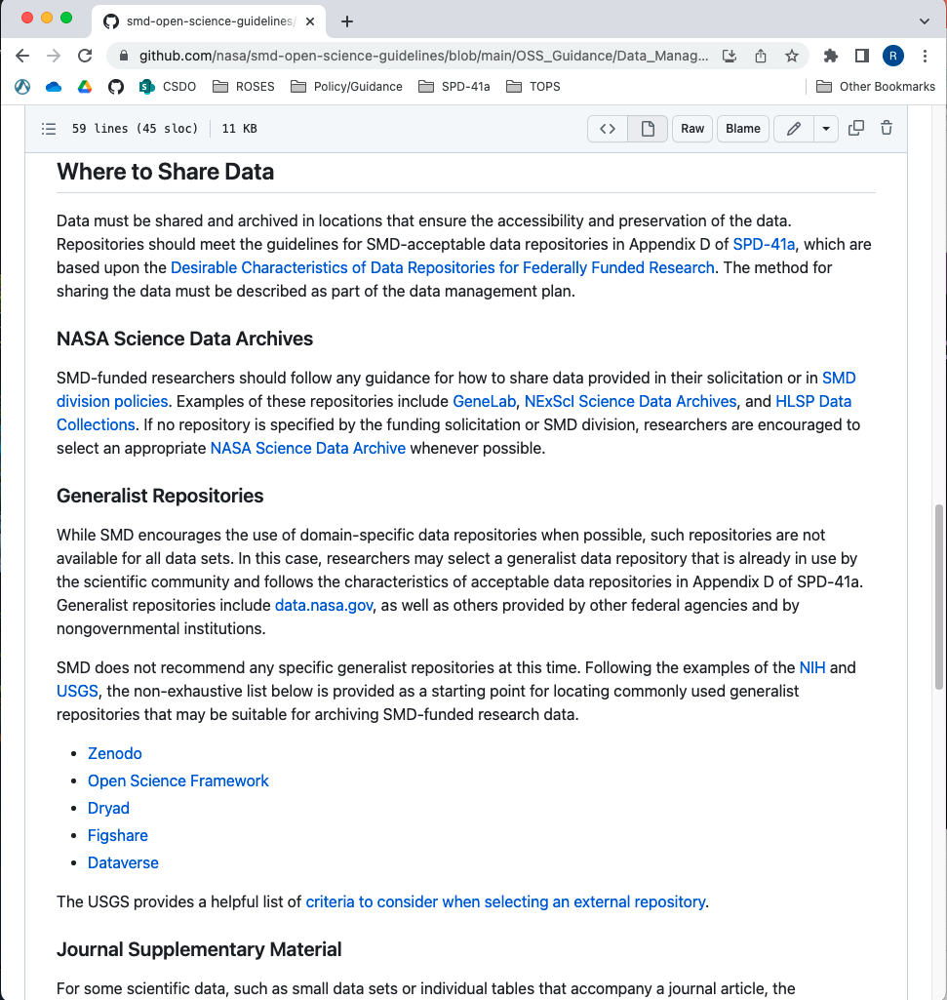 smd-open-science-guidelines/
github.com/nasa/smd-open-science-guidelines/blob/main/OSS_Guidance/Data_Manag...
R
CSDO
ROSES
Policy/Guidance
SPD-41a
TOPS
Other Bookmarks
59 lines (45 sloc)
11 KB
Raw
Blame
Where to Share Data
Data must be shared and archived in locations that ensure the accessibility and preservation of the data.
Repositories should meet the guidelines for SMD-acceptable data repositories in Appendix D of SPD-41a, which are
based upon the Desirable Characteristics of Data Repositories for Federally Funded Research. The method for
sharing the data must be described as part of the data management plan.
NASA Science Data Archives
SMD-funded researchers should follow any guidance for how to share data provided in their solicitation or in SMD
division policies. Examples of these repositories include GeneLab, NExScI Science Data Archives, and HLSP Data
Collections. If no repository is specified by the funding solicitation or SMD division, researchers are encouraged to
select an appropriate NASA Science Data Archive whenever possible.
Generalist Repositories
While SMD encourages the use of domain-specific data repositories when possible, such repositories are not
available for all data sets. In this case, researchers may select a generalist data repository that is already in use by
the scientific community and follows the characteristics of acceptable data repositories in Appendix D of SPD-41a.
Generalist repositories include data.nasa.gov, as well as others provided by other federal agencies and by
nongovernmental institutions.
SMD does not recommend any specific generalist repositories at this time. Following the examples of the NIH and
USGS, the non-exhaustive list below is provided as a starting point for locating commonly used generalist
repositories that may be suitable for archiving SMD-funded research data.
• Zenodo
• Open Science Framework
• Dryad
• Figshare
• Dataverse
The USGS provides a helpful list of criteria to consider when selecting an external repository.
Journal Supplementary Material
For some scientific data, such as small data sets or individual tables that accompany a journal article, the